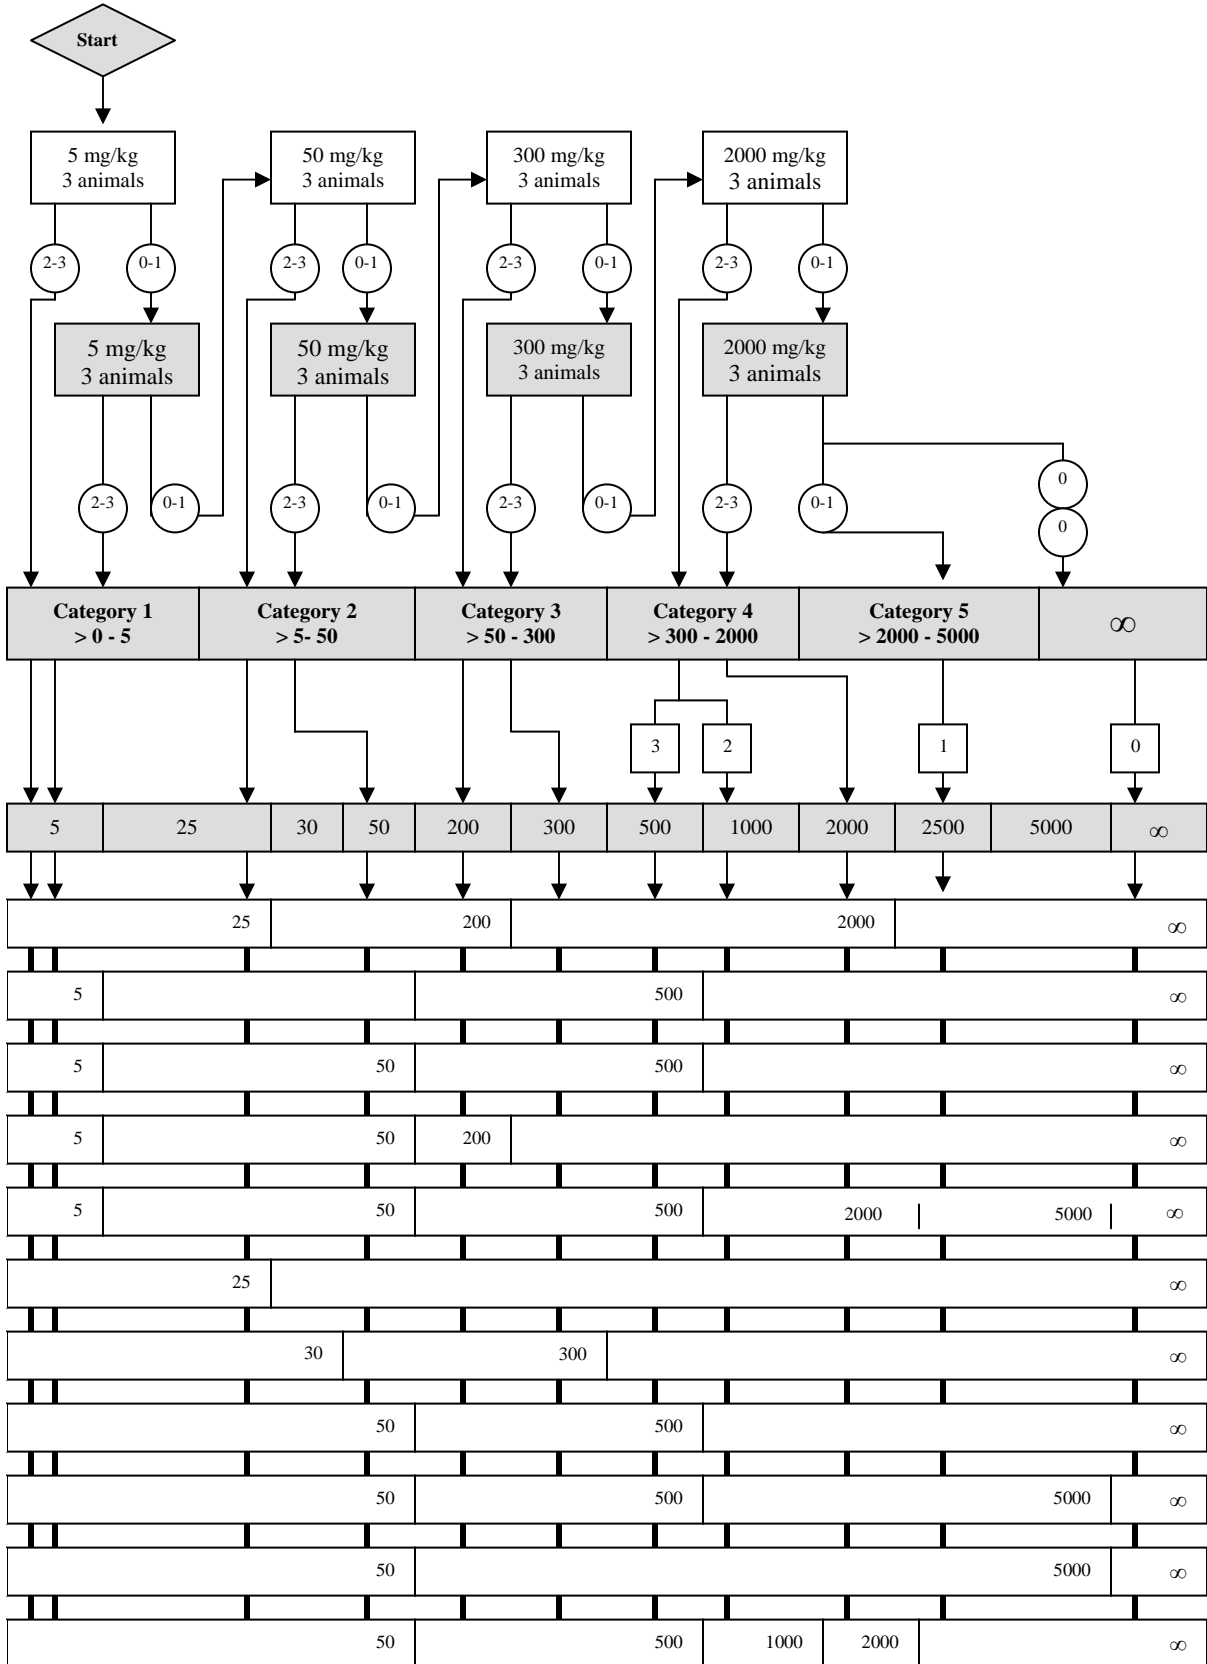 Start
5 mg/kg 50 mg/kg 300 mg/kg 2000 mg/kg
3 animals 3 animals 3 animals 3 animals
2-3 0-1 2-3 0-1 2-3 0-1 2-3 0-1
5 mg/kg 50 mg/kg 300 mg/kg 2000 mg/kg
3 animals 3 animals 3 animals 3 animals
0
2-3 0-1 2-3 0-1 2-3 0-1 2-3 0-1
0
Category 1 Category 2 Category 3 Category 4 Category 5 ∞
> 0 - 5 > 5- 50 > 50 - 300 > 300 - 2000 > 2000 - 5000
3 2 1 0
5 25 30 50 200 300 500 1000 2000 2500 5000 ∞
25 200 2000 ∞
5 500 ∞
5 50 500 ∞
5 50 200 ∞
5 50 500 2000 5000 ∞
25 ∞
30 300 ∞
50 500 ∞
50 500 5000 ∞
50 5000 ∞
50 500 1000 2000 ∞